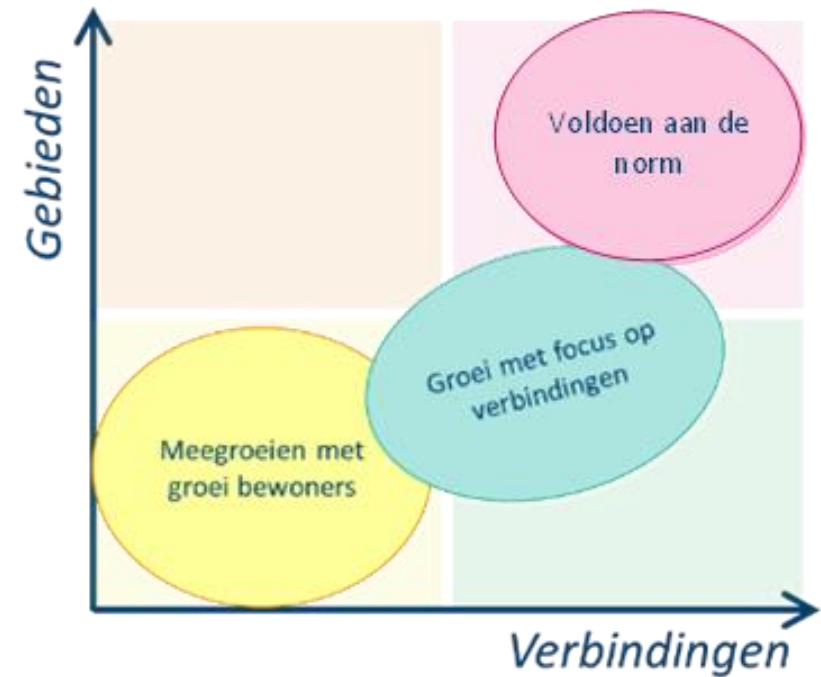 Gebieden
Voldoen aan de
norm
Groei met focus op
verbindingen
Meegroeien met
groei bewoners
Verbindingen